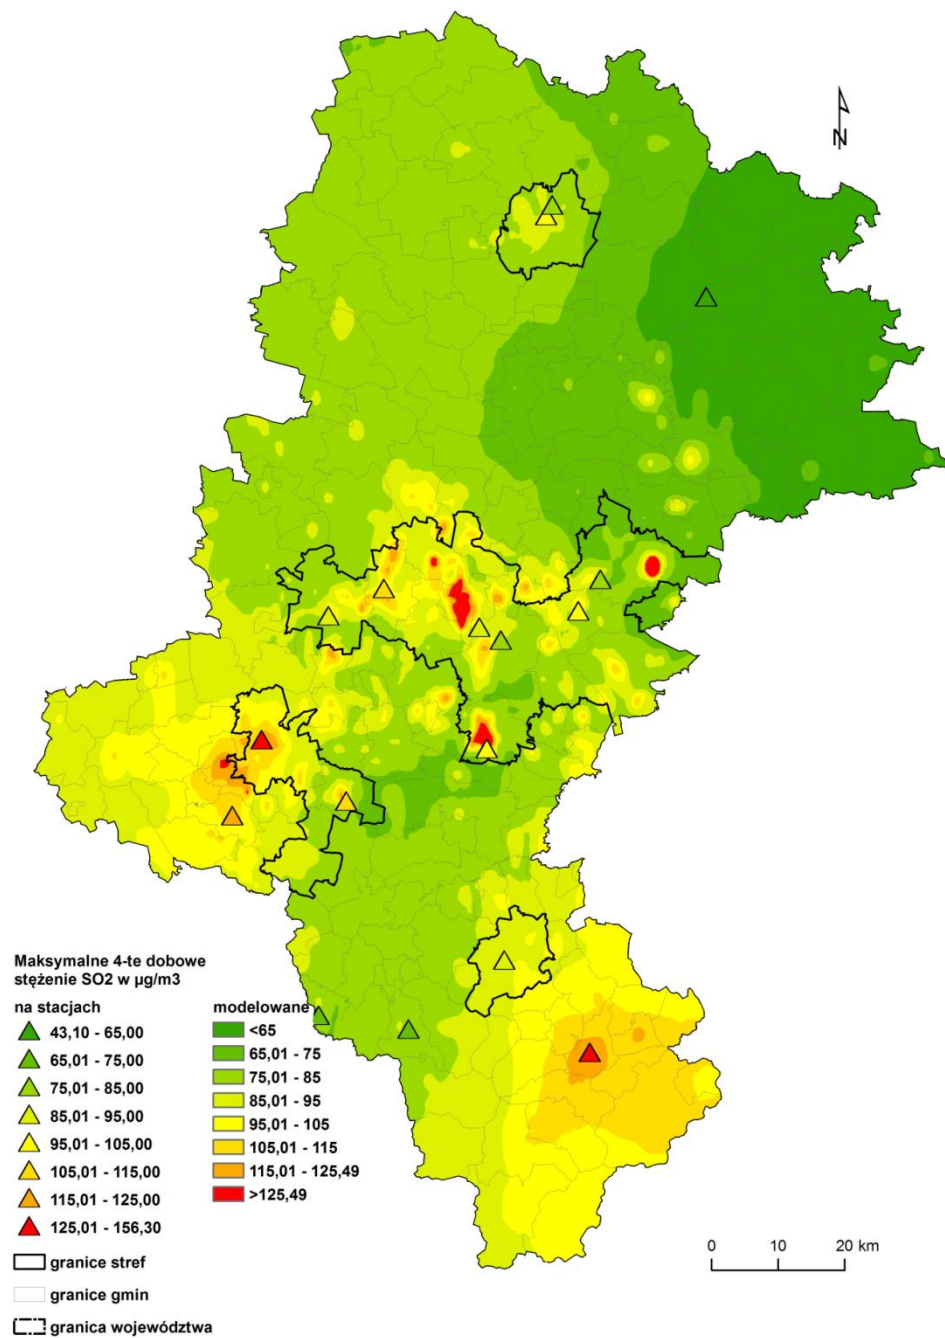 N
Maksymalne 4-te dobowe
stężenie SO2 w µg/m3
na stacjach
43,10 - 65,00
65,01 - 75,00
75,01 - 85,00
85,01 - 95,00
95,01 - 105,00
105,01 - 115,00
115,01 - 125,00
125,01 - 156,30
modelowane
<65
65,01 - 75
75,01 - 85
85,01 - 95
95,01 - 105
105,01 - 115
115,01 - 125,49
>125,49
granice stref
granice gmin
granica województwa
0 10 20 km